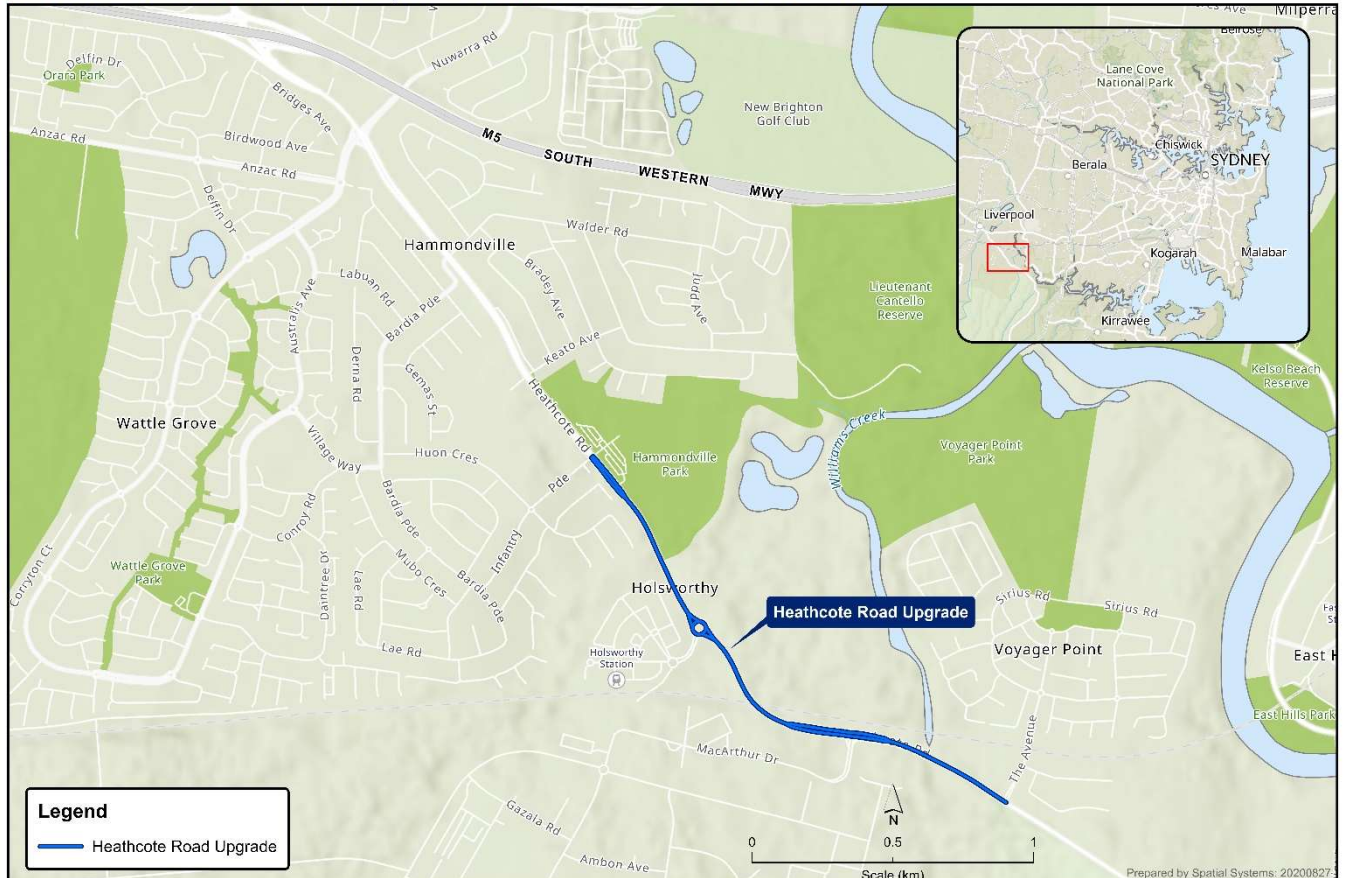 Milperra
Nuwarra Rd
Delfin Dr
Orara Park
Bridges Ave
Anzac Rd
Birdwood Ave
Anzac Rd
Delfin Dr
M5 SOUTH WESTERN MWY
New Brighton
Golf Club
Belrose
Lane Cove
National Park
Chiswick
SYDNEY
Berala
Liverpool
Kogarah
Malabar
Kirrawee
Walder Rd
Hammondville
Labuan Rd
Bradey Ave
Judd Ave
Lieutenant
Cantello
Reserve
Australis Ave
Bardia Pde
Keato Ave
Derna Rd
Gemas St
Heathcote Rd
Kelso Beach
Reserve
Wattle Grove
Village Way
Huon Cres
Pde
Hammondville
Park
Williams Creek
Voyager Point
Park
Conroy Rd
Bardia Pde
Infantry
Wattle Grove
Park
Corryton Ct
Daintree Dr
Lae Rd
Mubo Cres
Bardia Pde
Holsworthy
Heathcote Road Upgrade
Sirius Rd
Sirius Rd
Lae Rd
Holsworthy
Station
Voyager Point
East H
East Hills Park
MacArthur Dr
The Avenue
Gazala Rd
Ambon Ave
Legend
Heathcote Road Upgrade
N
0 0.5 1
Scale (km)
Prepared by Spatial Systems: 20200827